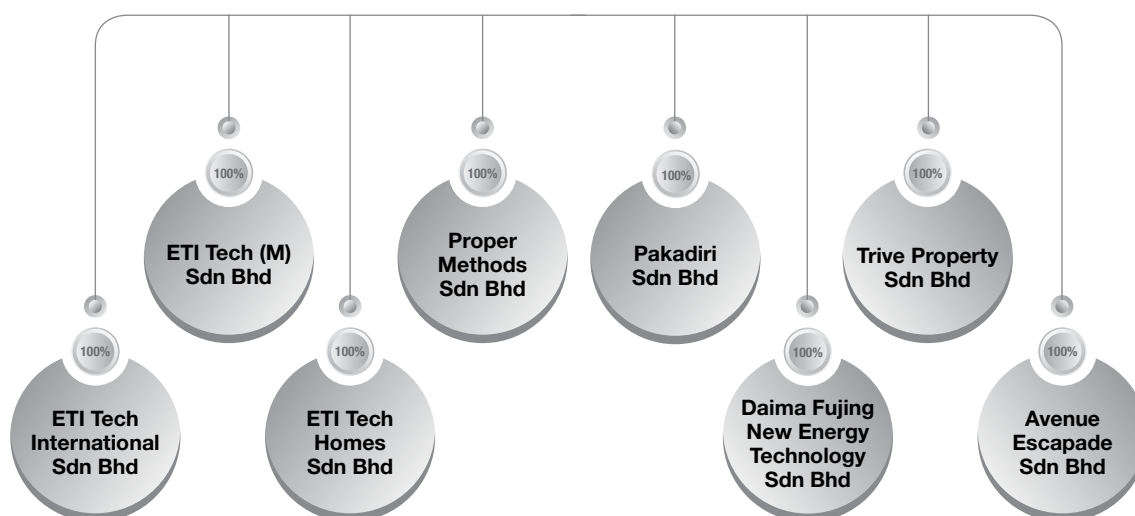 100%
ETI Tech (M)
Sdn Bhd
100%
Proper
Methods
Sdn Bhd
100%
Pakadiri
Sdn Bhd
100%
Trive Property
Sdn Bhd
100%
ETI Tech
International
Sdn Bhd
100%
ETI Tech
Homes
Sdn Bhd
100%
Daima Fujing
New Energy
Technology
Sdn Bhd
100%
Avenue
Escapade
Sdn Bhd